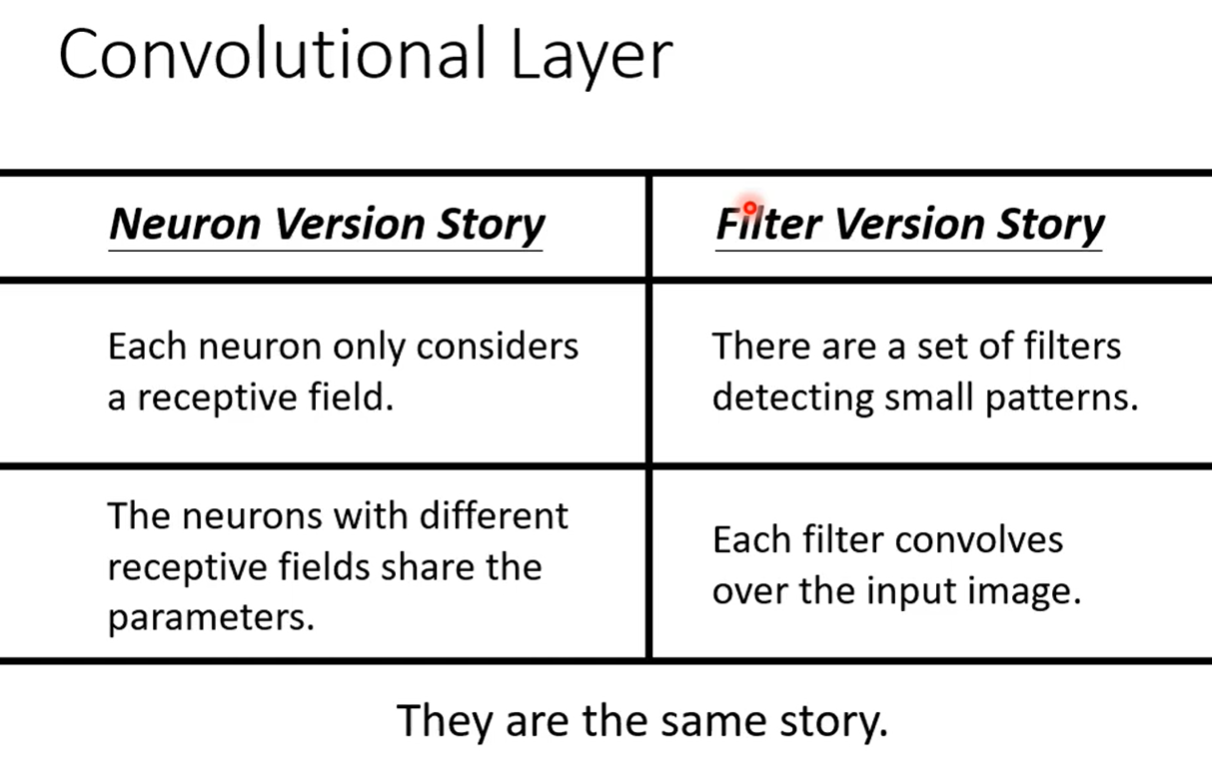 Convolutional Layer
Neuron Version Story
Filter Version Story
Each neuron only considers
a receptive field.
There are a set of filters
detecting small patterns.
The neurons with different
receptive fields share the
parameters.
Each filter convolves
over the input image.
They are the same story.